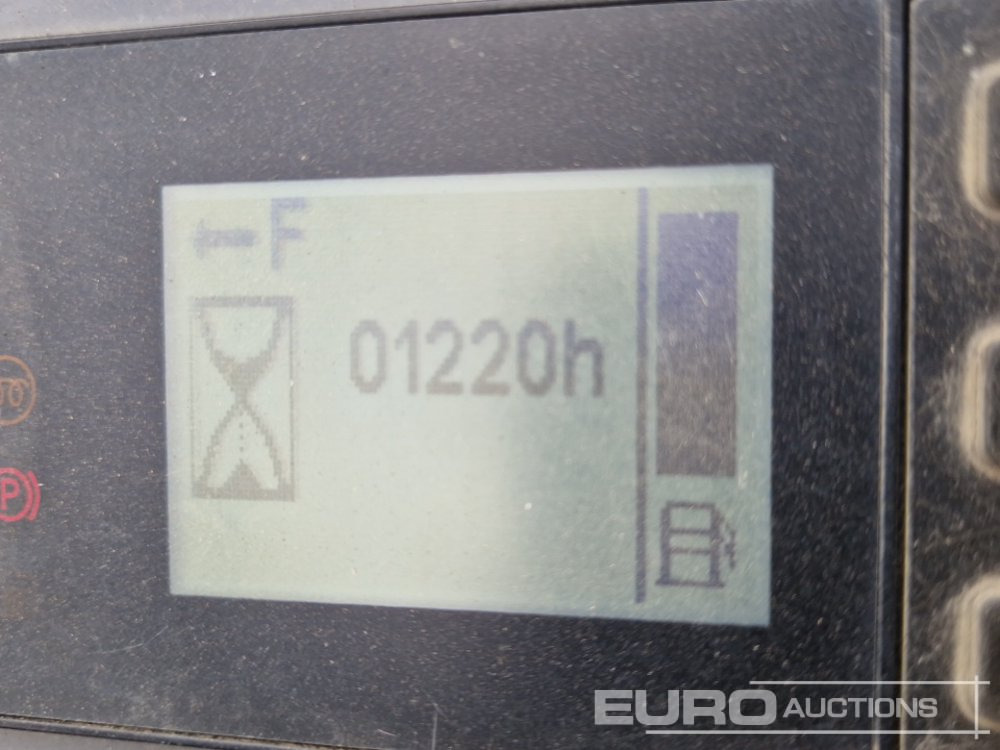 F
01220h
P
EURO AUCTIONS